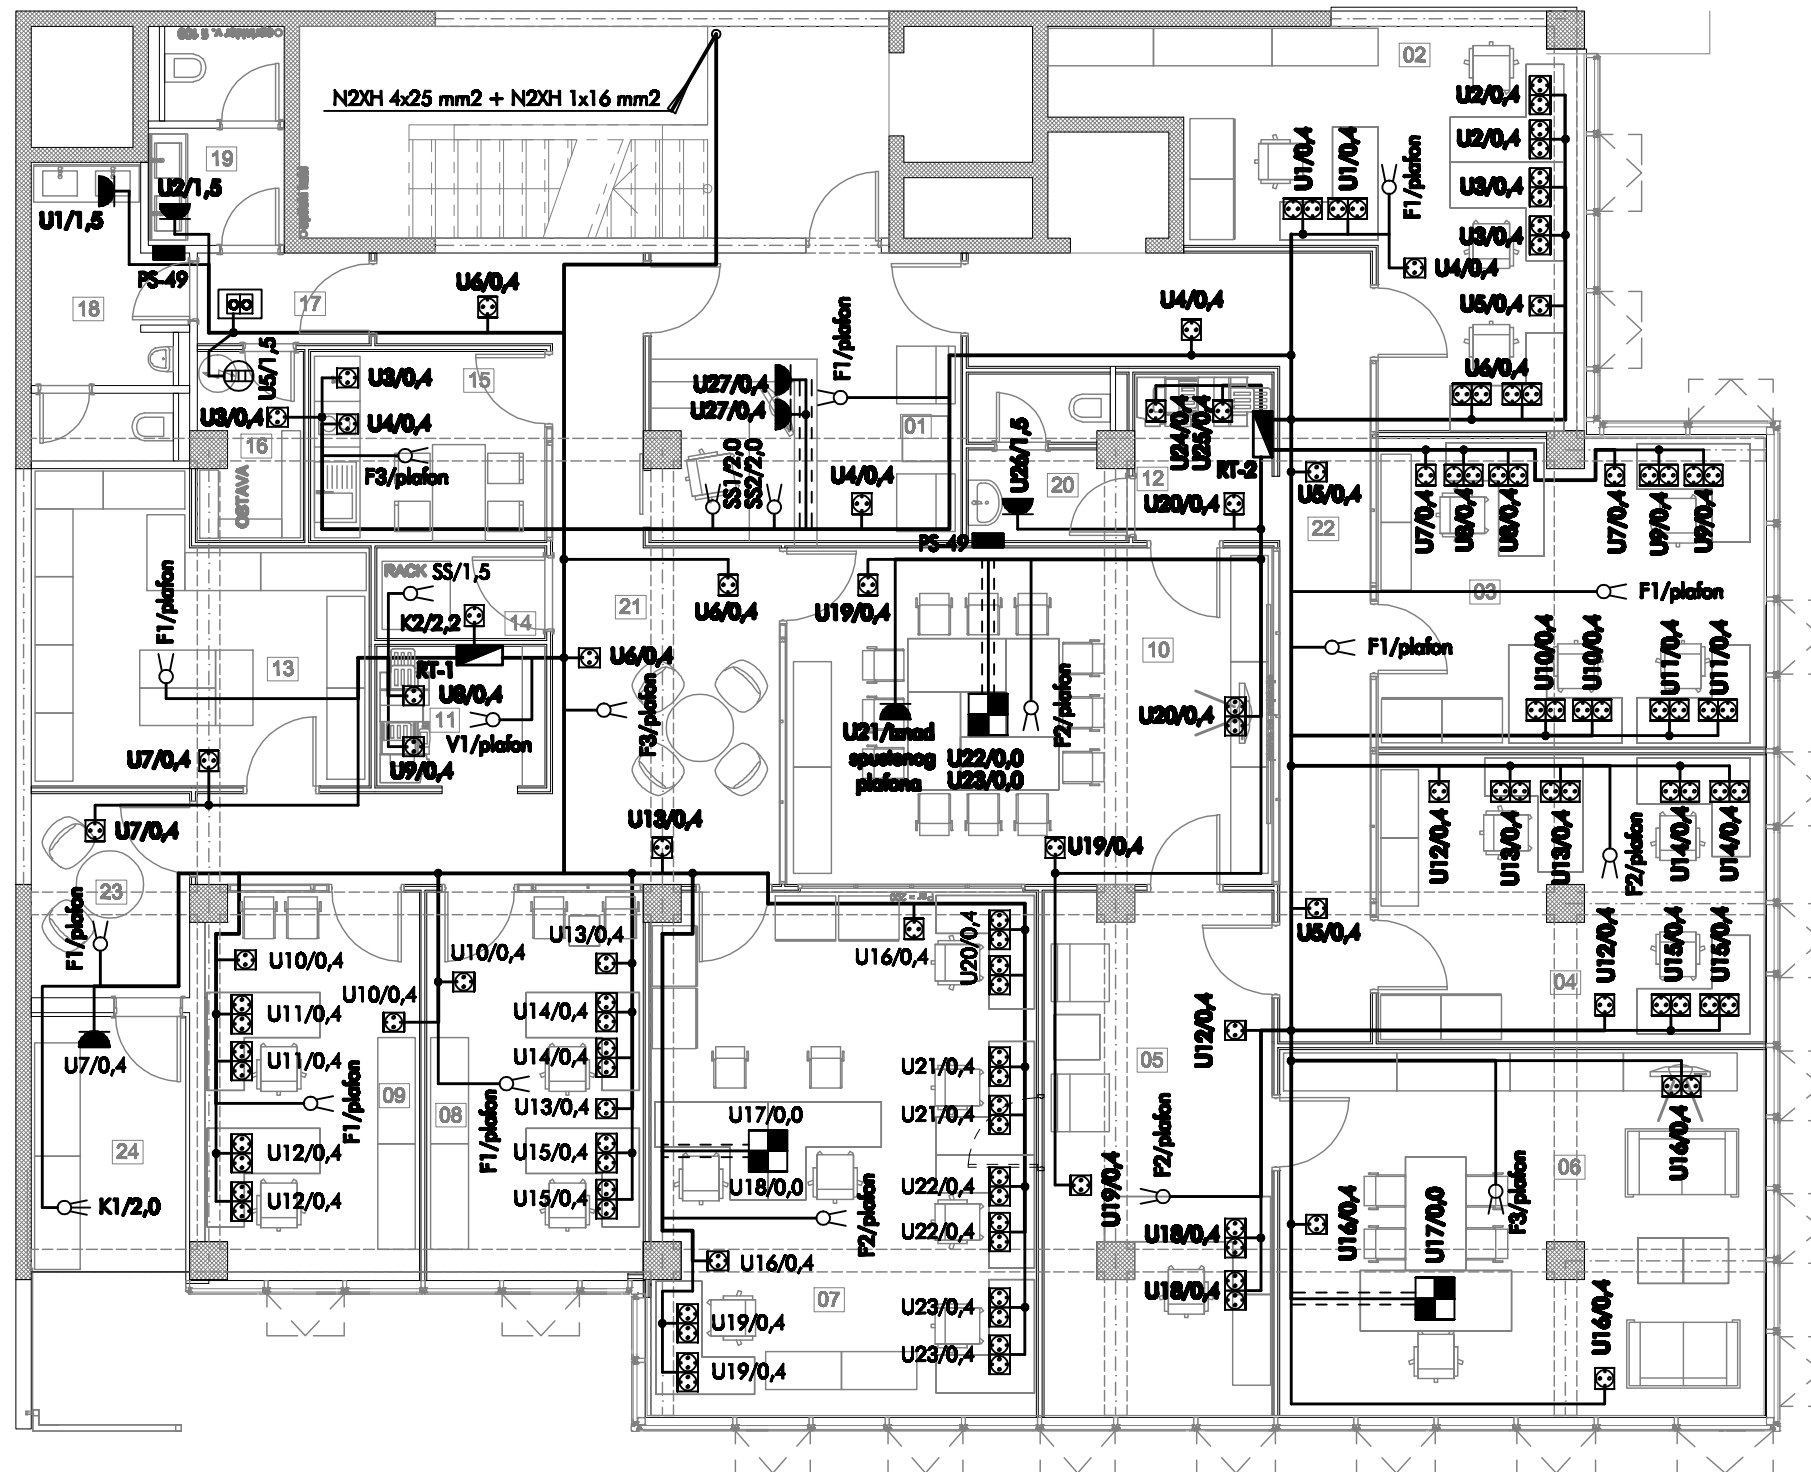 N2XH 4x25 mm2 + N2XH 1x16 mm2
02
U2/0,4
U2/0,4
U3/0,4
U3/0,4
U1/0,4
U1/0,4
F1/plafon
U4/0,4
U5/0,4
U6/0,4
19
U2/1,5
U1/1,5
PS-49
18
17
U6/0,4
U5/1,5
U3/0,4
U3/0,4
U4/0,4
15
16
OSTAVA
F3/plafon
F1/plafon
U27/0,4
U27/0,4
01
SS1/2,0
SS2/2,0
U4/0,4
U4/0,4
U26/1,5
20
PS-49
U24/0,4
U25/0,4
12
RT-2
U20/0,4
U5/0,4
22
U7/0,4
U8/0,4
U8/0,4
U7/0,4
U9/0,4
U9/0,4
03
F1/plafon
F1/plafon
U10/0,4
U10/0,4
U11/0,4
U11/0,4
F1/plafon
13
RACK
SS/1,5
K2/2,2
14
RT-1
U8/0,4
11
V1/plafon
U9/0,4
U7/0,4
U6/0,4
21
U6/0,4
F3/plafon
U13/0,4
U19/0,4
10
F2/plafon
U20/0,4
U21/iznad
spustenog
plafona
U22/0,0
U23/0,0
U19/0,4
U7/0,4
23
F1/plafon
U7/0,4
24
K1/2,0
U12/0,4
U13/0,4
U13/0,4
F2/plafon
U14/0,4
U14/0,4
U5/0,4
U12/0,4
U15/0,4
U15/0,4
04
U10/0,4
U11/0,4
U11/0,4
F1/plafon
U12/0,4
U12/0,4
09
U10/0,4
U10/0,4
08
F1/plafon
U13/0,4
U14/0,4
U14/0,4
U13/0,4
U15/0,4
U15/0,4
U16/0,4
U20/0,4
U21/0,4
U21/0,4
U17/0,0
U18/0,0
U22/0,4
U22/0,4
F2/plafon
U16/0,4
07
U19/0,4
U19/0,4
U23/0,4
U23/0,4
05
U12/0,4
F2/plafon
U19/0,4
U18/0,4
U18/0,4
U16/0,4
06
U16/0,4
U17/0,0
F3/plafon
U16/0,4